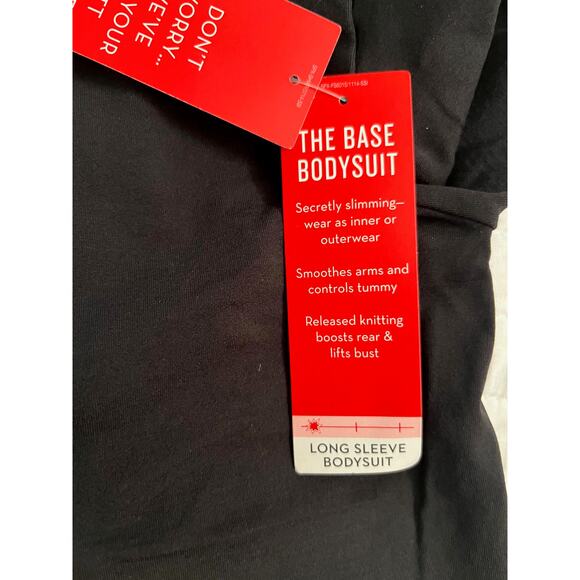 DON'T
WORRY...
WE'VE
YOUR
THE BASE
BODYSUIT
Secretly slimming—
wear as inner or
outerwear
Smoothes arms and
controls tummy
Released knitting
boosts rear &
lifts bust
LONG SLEEVE
BODYSUIT